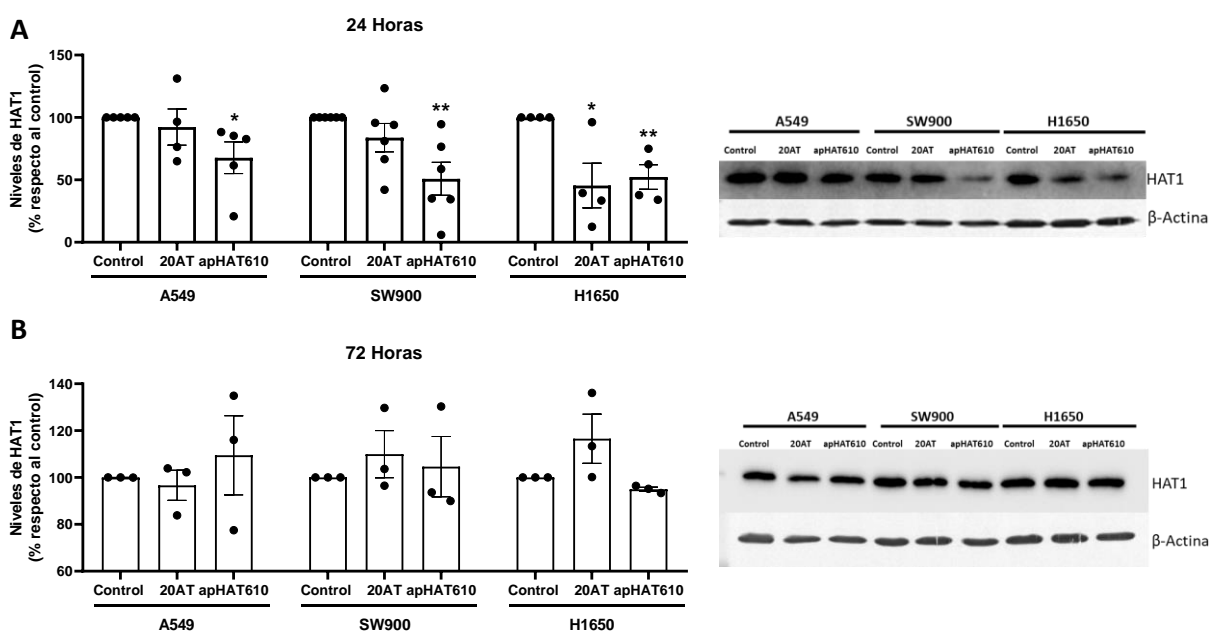 A
24 Horas
Niveles de HAT1
(% respecto al control)
150
100
50
0
*
**
*
**
Control 20AT apHAT610
Control 20AT apHAT610
Control 20AT apHAT610
A549
SW900
H1650
A549 SW900 H1650
Control 20AT apHAT610 Control 20AT apHAT610 Control 20AT apHAT610
HAT1
β-Actina
B
72 Horas
Niveles de HAT1
(% respecto al control)
140
120
100
80
60
Control 20AT apHAT610
Control 20AT apHAT610
Control 20AT apHAT610
A549
SW900
H1650
A549 SW900 H1650
Control 20AT apHAT610 Control 20AT apHAT610 Control 20AT apHAT610
HAT1
β-Actina